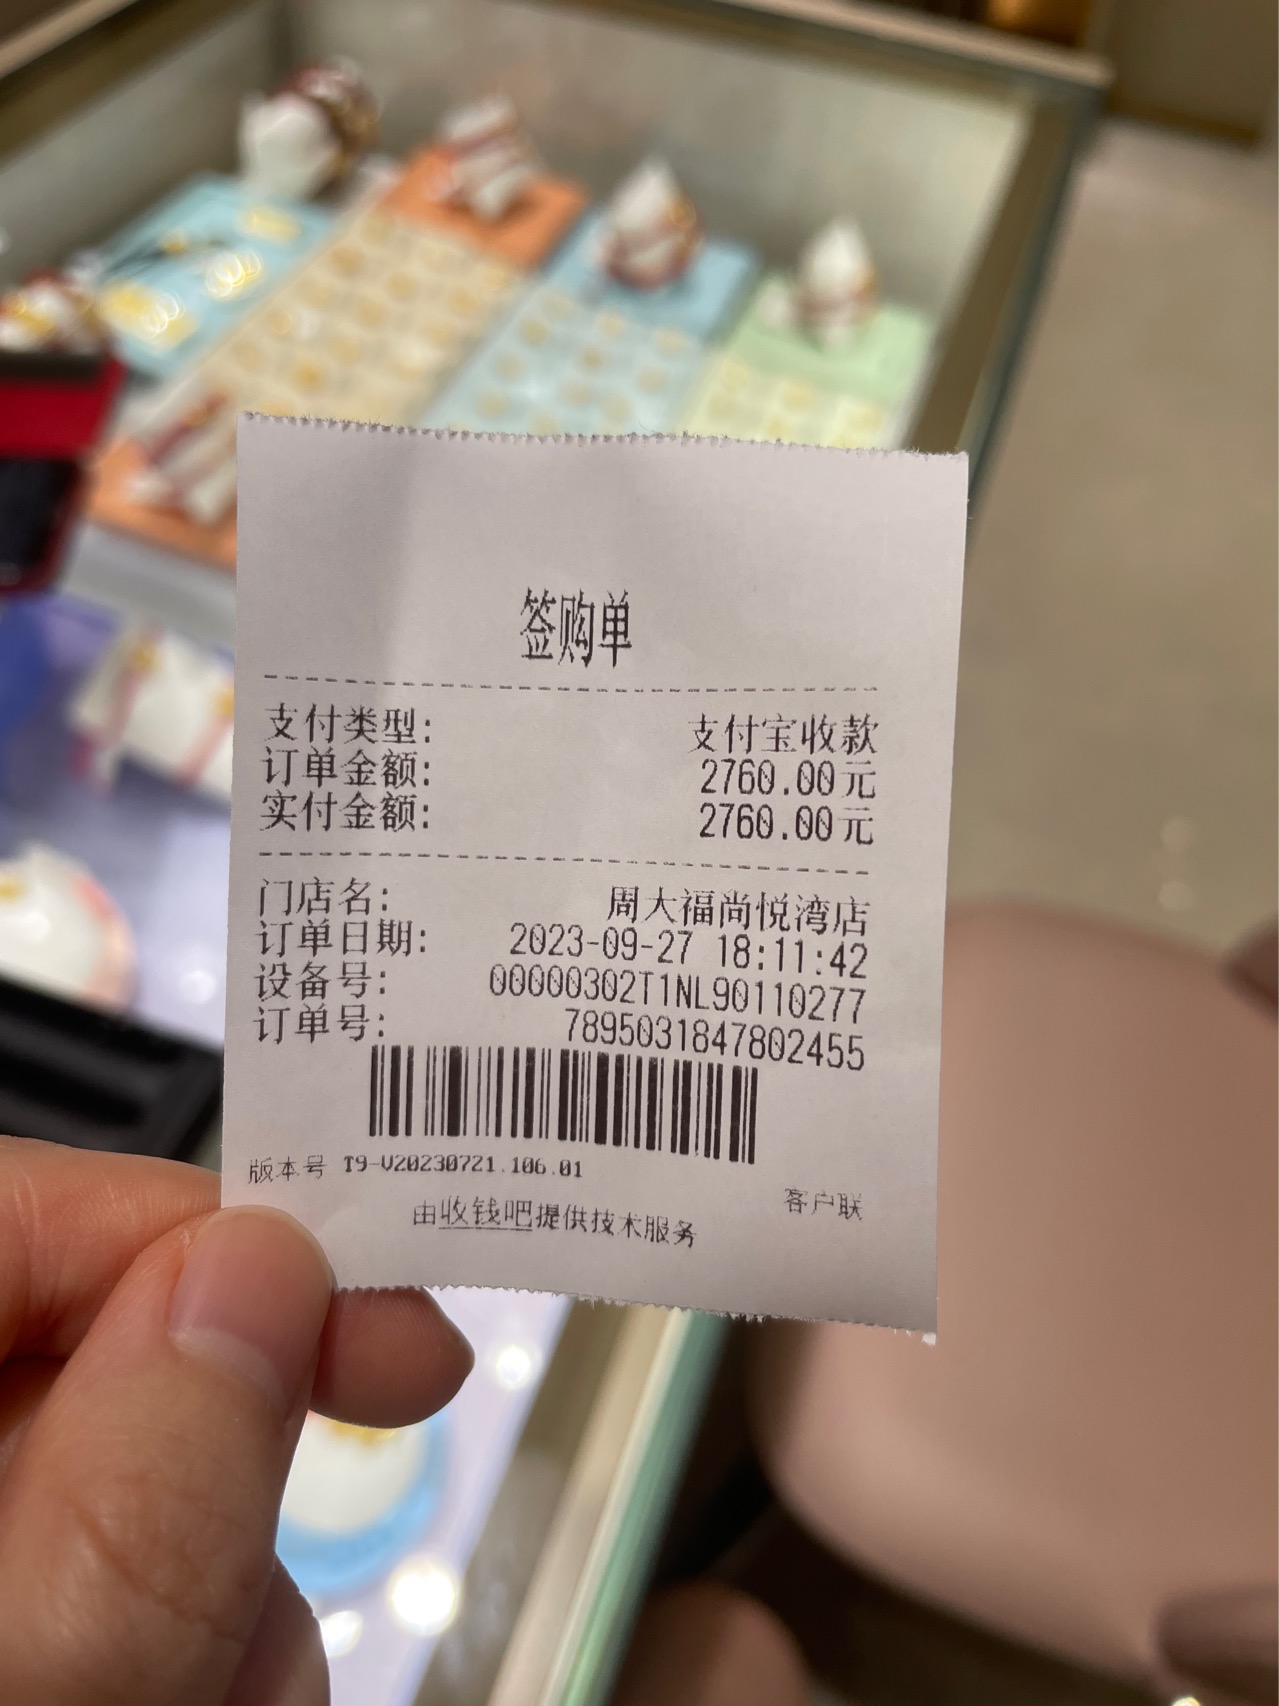 签购单
支付类型: 支付宝收款
订单金额: 2760.00元
实付金额: 2760.00元
门店名: 周大福尚悦湾店
订单日期: 2023-09-27 18:11:42
设备号: 00000302T1NL90110277
订单号: 7895031847802455
版本号 T9-V20230721.106.01
客户联
由收钱吧提供技术服务